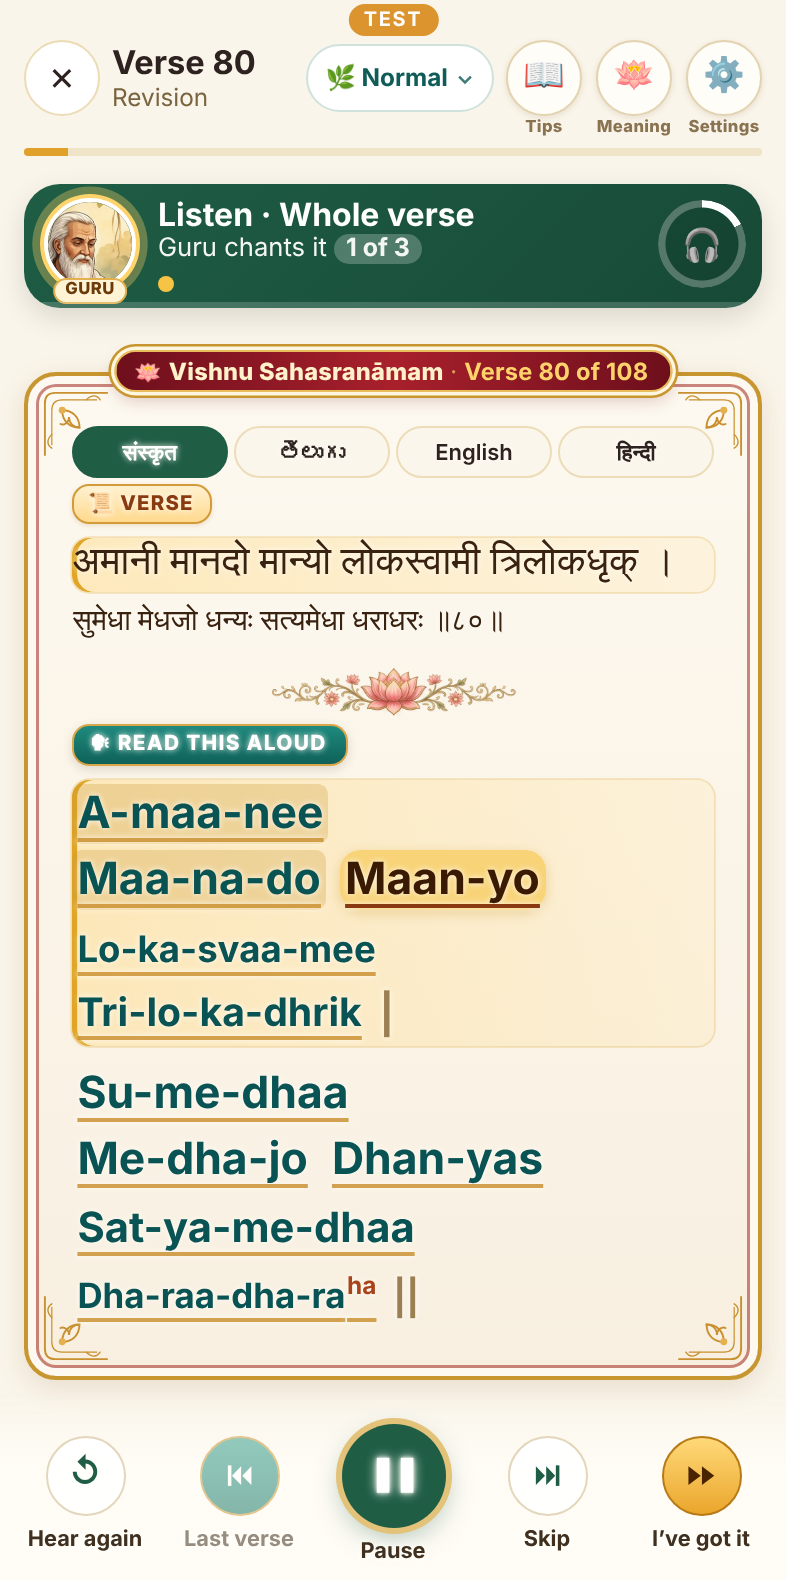 TEST
Verse 80
Revision
Normal
Tips
Meaning
Settings
Listen · Whole verse
Guru chants it 1 of 3
GURU
Vishnu Sahasranāmam · Verse 80 of 108
संस्कृत
తెలుగు
English
हिन्दी
VERSE
अमानी मानदो मान्यो लोकस्वामी त्रिलोकधृक् ।
सुमेधा मेधजो धन्यः सत्यमेधा धराधरः ॥८०॥
READ THIS ALOUD
A-maa-nee
Maa-na-do Maan-yo
Lo-ka-svaa-mee
Tri-lo-ka-dhrik |
Su-me-dhaa
Me-dha-jo Dhan-yas
Sat-ya-me-dhaa
Dha-raa-dha-ra ha ||
Hear again
Last verse
Pause
Skip
I’ve got it